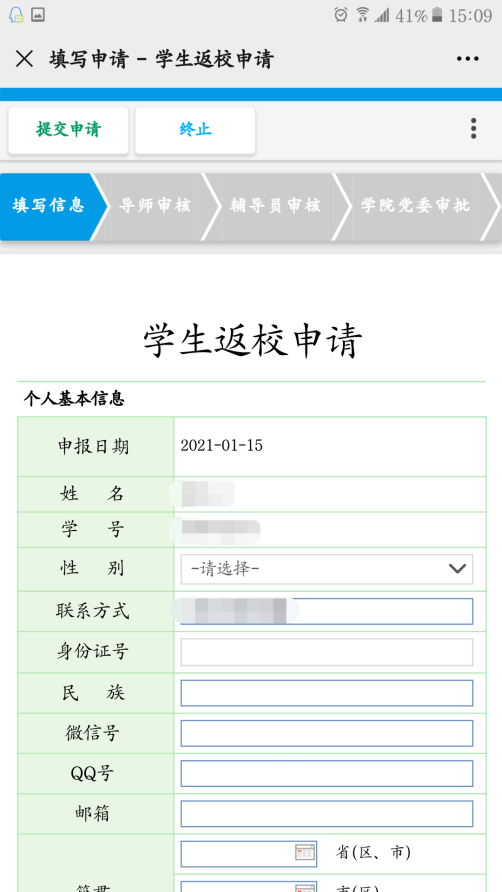 41% 15:09
填写申请 - 学生返校申请
提交申请 终止
填写信息 导师审核 辅导员审核 学院党委审批
学生返校申请
个人基本信息
申报日期 2021-01-15
姓 名
学 号
性 别 -请选择-
联系方式
身份证号
民 族
微信号
QQ号
邮箱
省(区、市)
籍贯 市(区)